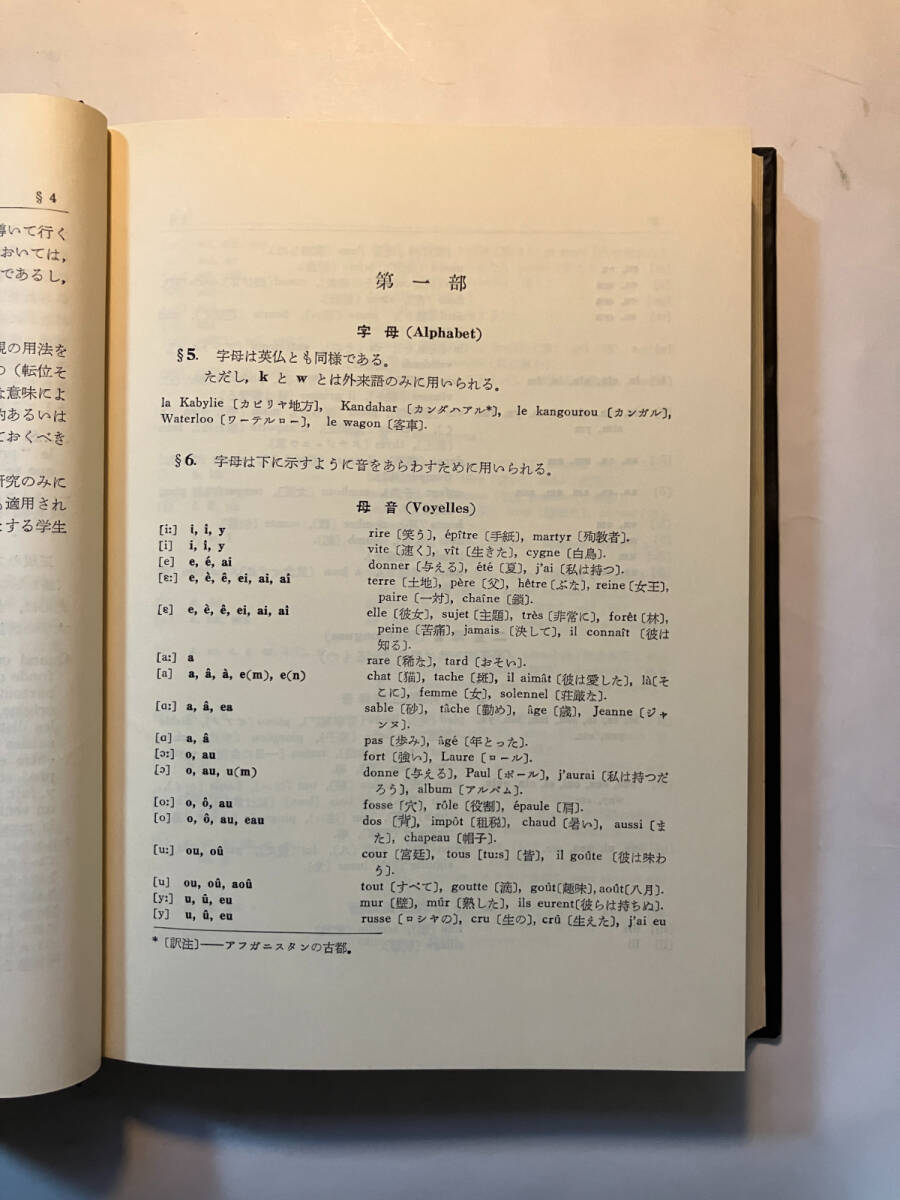 § 4
導いて行く
おいては,
であるし,
の用法を
の（転位そ
意味によ
的あるいは
ておくべき
研究のみに
も適用され
とする学生
第一部
字母 (Alphabet)
§5. 字母は英仏とも同様である。
ただし, k と w とは外来語のみに用いられる。
la Kabylie〔カビリヤ地方〕, Kandahar〔カンダハアル*〕, le kangourou〔カンガル〕,
Waterloo〔ワーテルロー〕, le wagon〔客車〕.
§6. 字母は下に示すように音をあらわすために用いられる。
母音 (Voyelles)
[i:] i, î, y rire〔笑う〕, épître〔手紙〕, martyr〔殉教者〕.
[i] i, î, y vite〔速く〕, vît〔生きた〕, cygne〔白鳥〕.
[e] e, é, ai donner〔与える〕, été〔夏〕, j'ai〔私は持つ〕.
[ɛ:] e, è, ê, ei, ai, aî terre〔土地〕, père〔父〕, hêtre〔ぶな〕, reine〔女王〕,
paire〔一対〕, chaîne〔鎖〕.
[ɛ] e, è, ê, ei, ai, aî elle〔彼女〕, sujet〔主題〕, très〔非常に〕, forêt〔林〕,
peine〔苦痛〕, jamais〔決して〕, il connaît〔彼は
知る〕.
[a:] a rare〔稀な〕, tard〔おそい〕.
[a] a, â, à, e(m), e(n) chat〔猫〕, tache〔斑〕, il aimât〔彼は愛した〕, là〔そ
こに〕, femme〔女〕, solennel〔荘厳な〕.
[ɑ:] a, â, ea sable〔砂〕, tâche〔勤め〕, âge〔歳〕, Jeanne〔ジャ
ンヌ〕.
[ɑ] a, â pas〔歩み〕, âgé〔年とった〕.
[ɔ:] o, au fort〔強い〕, Laure〔ロール〕.
[ɔ] o, au, u(m) donne〔与える〕, Paul〔ポール〕, j'aurai〔私は持つだ
ろう〕, album〔アルバム〕.
[o:] o, ô, au fosse〔穴〕, rôle〔役割〕, épaule〔肩〕.
[o] o, ô, au, eau dos〔背〕, impôt〔租税〕, chaud〔暑い〕, aussi〔ま
た〕, chapeau〔帽子〕.
[u:] ou, oû cour〔宮廷〕, tous [tu:s]〔皆〕, il goûte〔彼は味わ
う〕.
[u] ou, oû, aoû tout〔すべて〕, goutte〔滴〕, goût〔趣味〕, août〔八月〕.
[y:] u, û, eu mur〔壁〕, mûr〔熟した〕, ils eurent〔彼らは持ちぬ〕.
[y] u, û, eu russe〔ロシヤの〕, cru〔生の〕, crû〔生えた〕, j'ai eu
*〔訳注〕――アフガニスタンの古都。